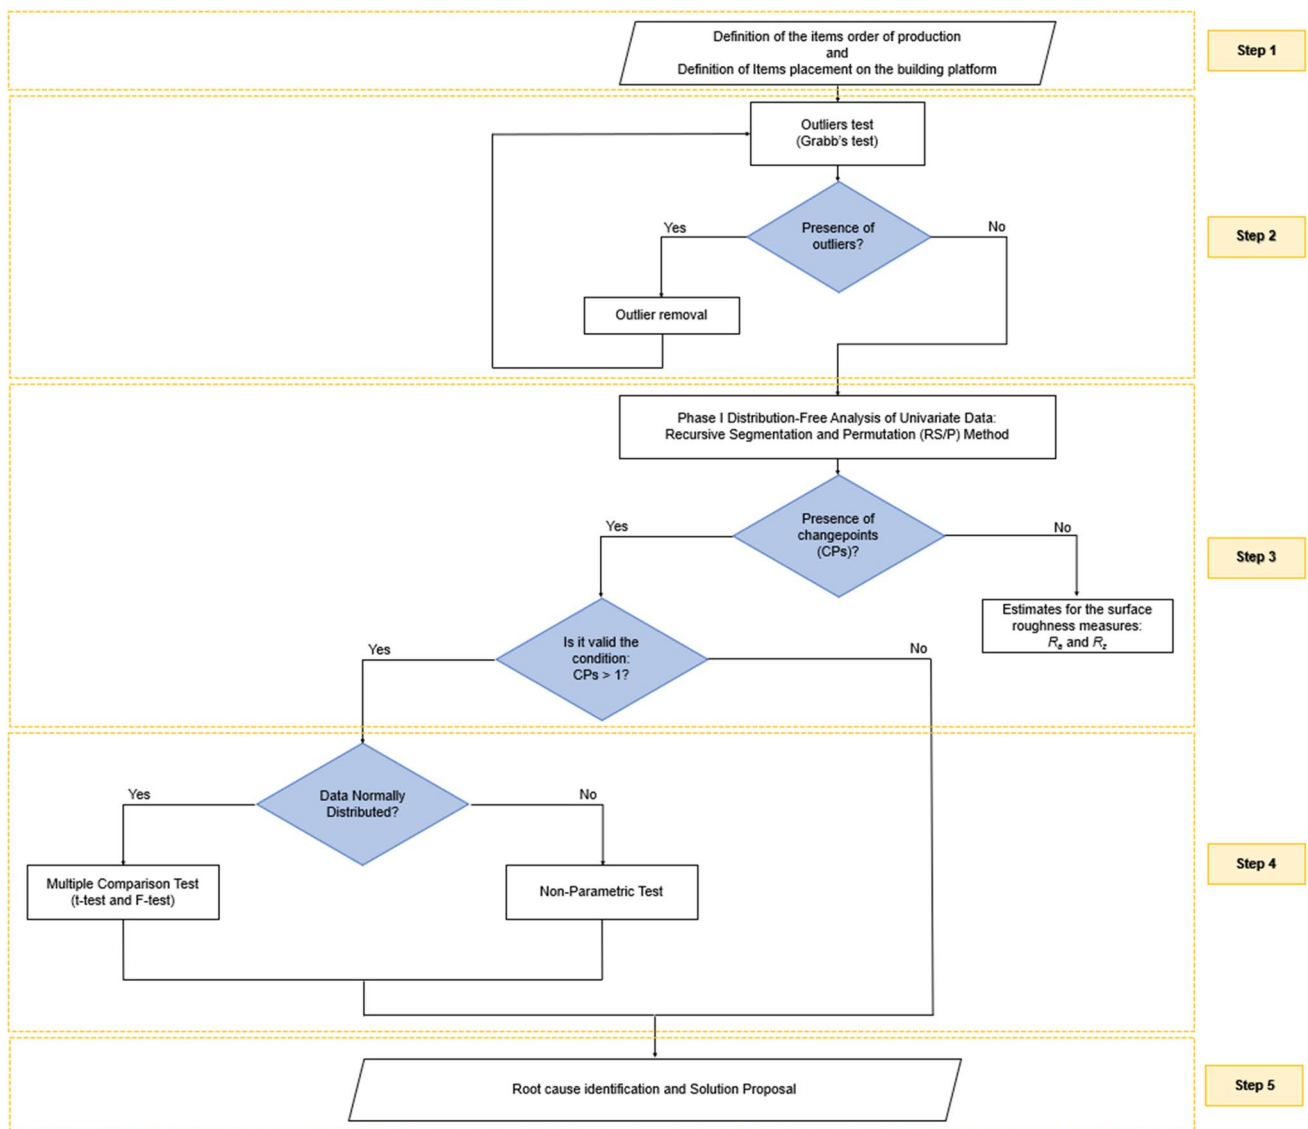 Definition of the items order of production
and
Definition of Items placement on the building platform
Step 1
Outliers test
(Grabb's test)
Presence of
outliers?
Yes
No
Step 2
Outlier removal
Phase I Distribution-Free Analysis of Univariate Data:
Recursive Segmentation and Permutation (RS/P) Method
Presence of
changepoints
(CPs)?
Yes
No
Step 3
Estimates for the surface
roughness measures:
Ra and Rz
Is it valid the
condition:
CPs > 1?
Yes
No
Data Normally
Distributed?
Yes
No
Step 4
Multiple Comparison Test
(t-test and F-test)
Non-Parametric Test
Root cause identification and Solution Proposal
Step 5